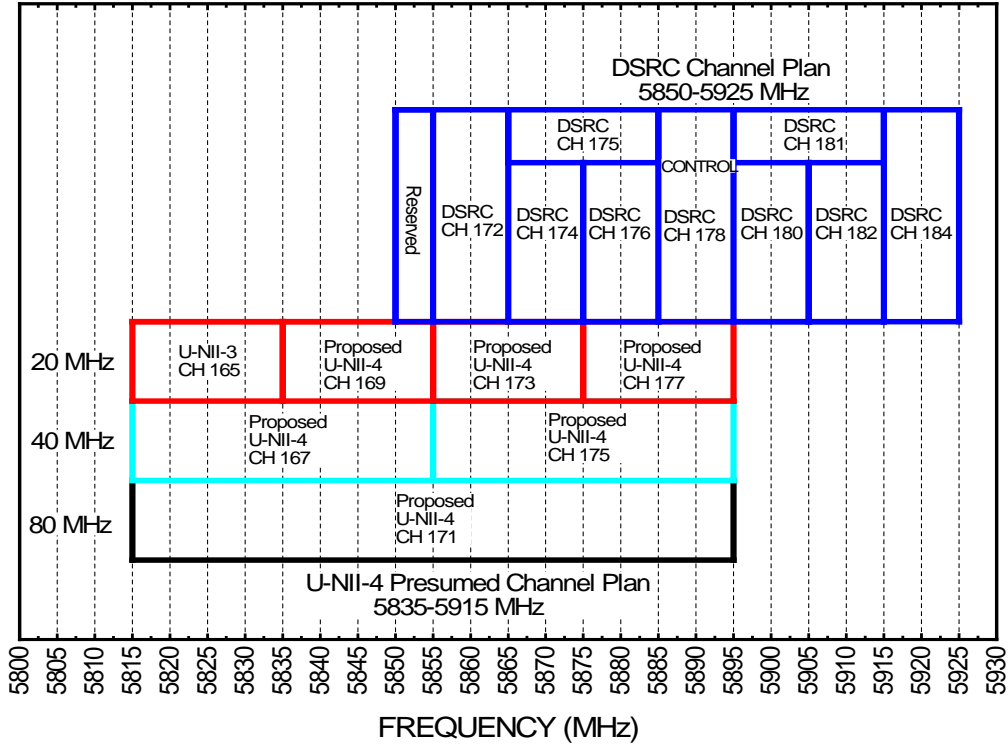 DSRC Channel Plan
5850-5925 MHz
DSRC
CH 175
DSRC
CH 181
CONTROL
Reserved
DSRC
CH 172
DSRC
CH 174
DSRC
CH 176
DSRC
CH 178
DSRC
CH 180
DSRC
CH 182
DSRC
CH 184
20 MHz
U-NII-3
CH 165
Proposed
U-NII-4
CH 169
Proposed
U-NII-4
CH 173
Proposed
U-NII-4
CH 177
40 MHz
Proposed
U-NII-4
CH 167
Proposed
U-NII-4
CH 175
80 MHz
Proposed
U-NII-4
CH 171
U-NII-4 Presumed Channel Plan
5835-5915 MHz
5800
5805
5810
5815
5820
5825
5830
5835
5840
5845
5850
5855
5860
5865
5870
5875
5880
5885
5890
5895
5900
5905
5910
5915
5920
5925
5930
FREQUENCY (MHz)